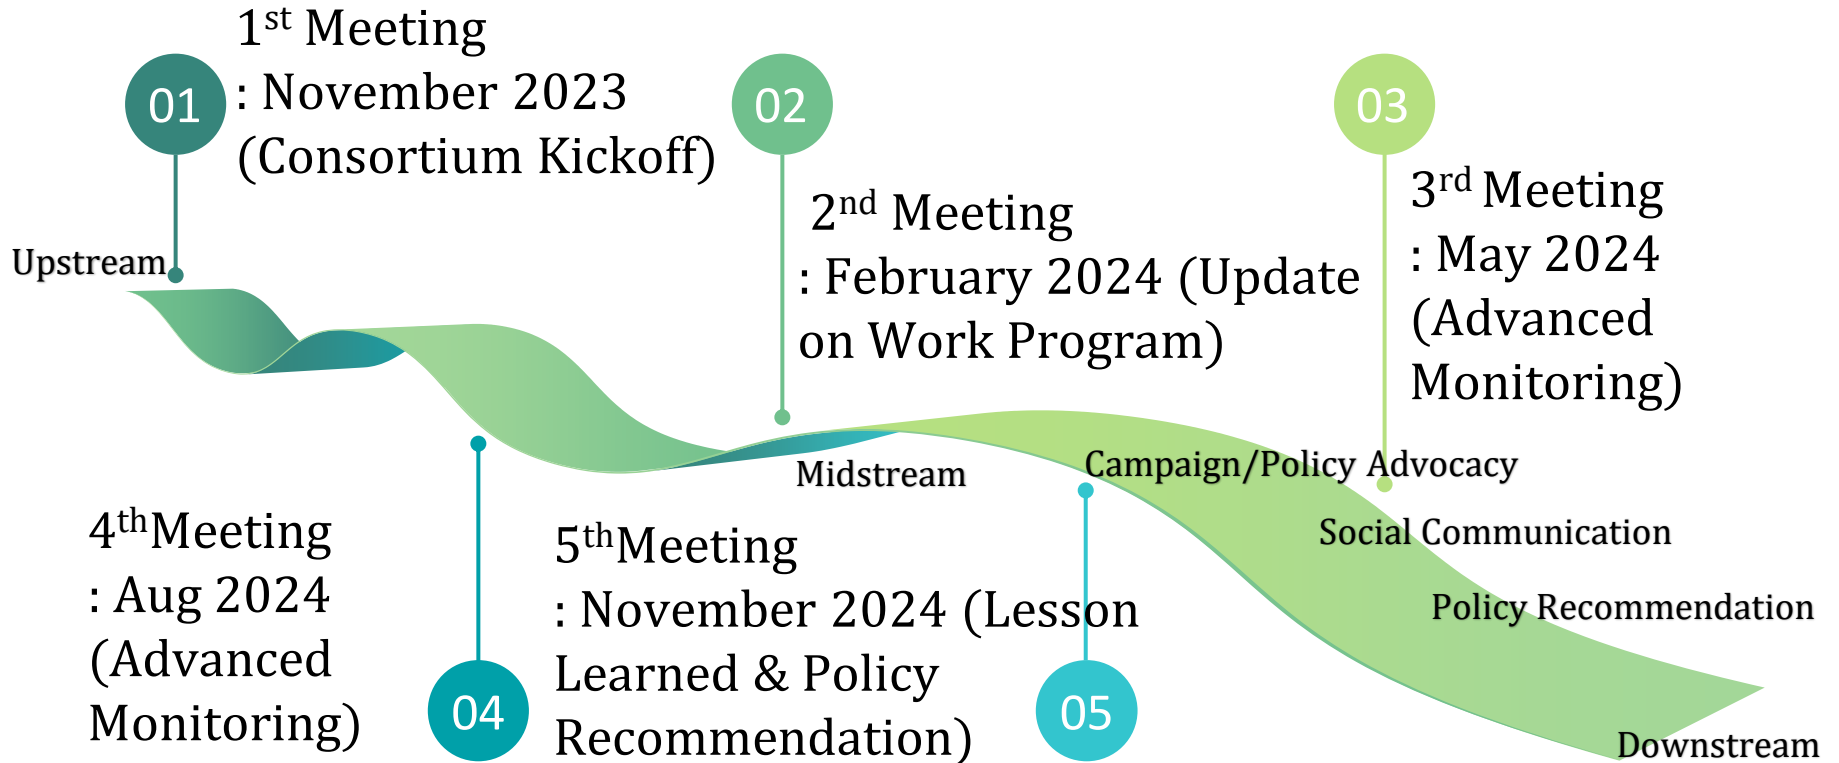 01
1st Meeting
: November 2023
(Consortium Kickoff)
02
2nd Meeting
: February 2024 (Update
on Work Program)
03
3rd Meeting
: May 2024
(Advanced
Monitoring)
Upstream
Midstream
Campaign/Policy Advocacy
Social Communication
Policy Recommendation
Downstream
4thMeeting
: Aug 2024
(Advanced
Monitoring)
04
5thMeeting
: November 2024 (Lesson
Learned & Policy
Recommendation)
05